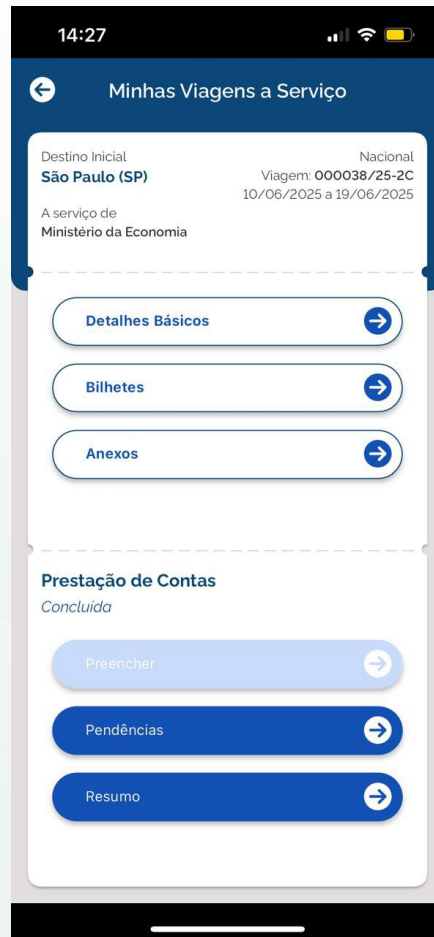 14:27
Minhas Viagens a Serviço
Destino Inicial
São Paulo (SP)
A serviço de
Ministério da Economia
Nacional
Viagem: 000038/25-2C
10/06/2025 a 19/06/2025
Detalhes Básicos
Bilhetes
Anexos
Prestação de Contas
Concluída
Preencher
Pendências
Resumo